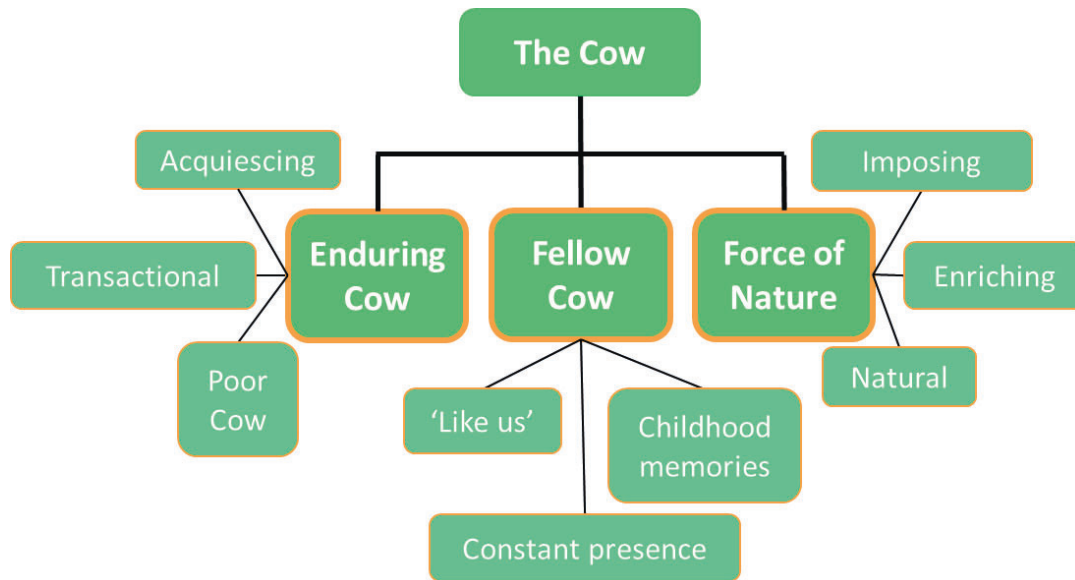 The Cow
Acquiescing
Imposing
Enduring
Cow
Fellow
Cow
Force of
Nature
Transactional
Enriching
Poor
Cow
Natural
‘Like us’
Childhood
memories
Constant presence